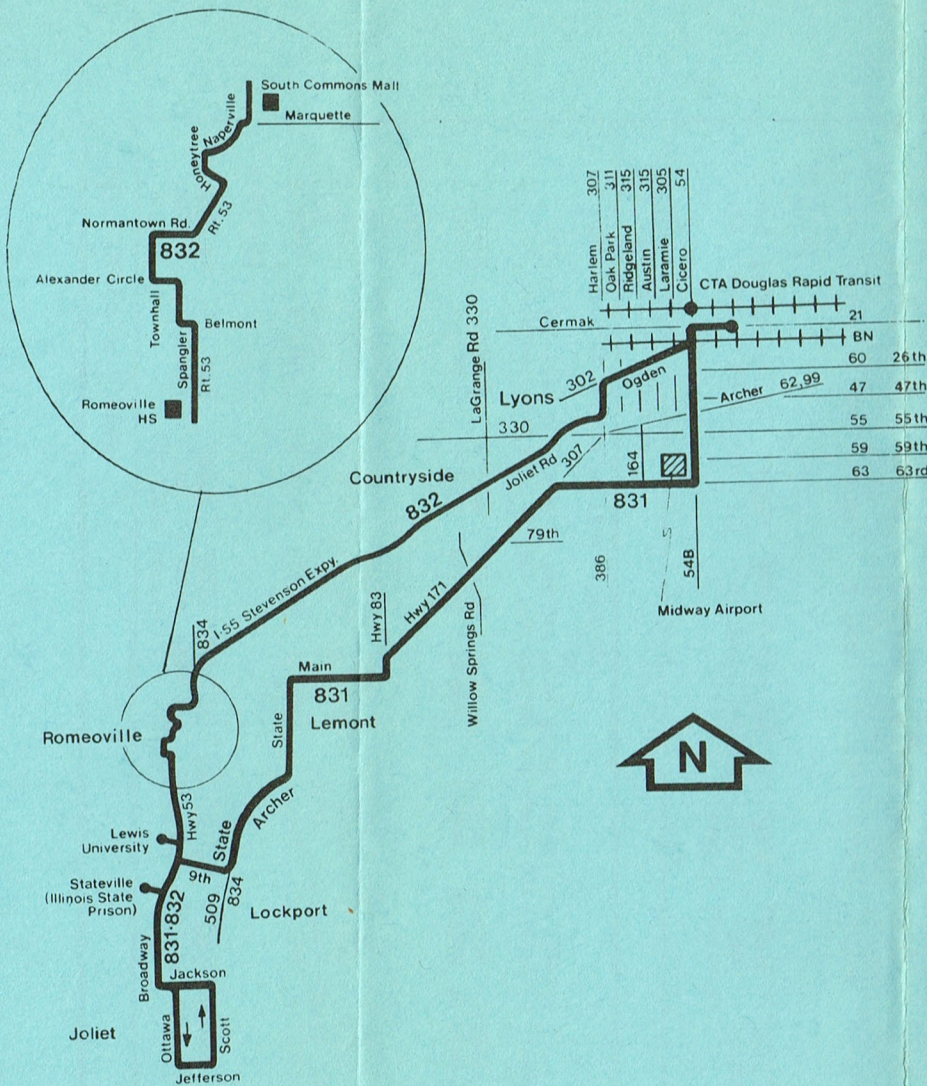 South Commons Mall
Marquette
Naperville
Honeytree
Rt. 53
Normantown Rd.
832
Alexander Circle
Townhall
Belmont
Spangler
Rt. 53
Romeoville
HS
Harlem 307
Oak Park 311
Ridgeland 315
Austin 315
Laramie 305
Cicero 54
CTA Douglas Rapid Transit
LaGrange Rd 330
Cermak
21
BN
60 26th
302
Ogden
Lyons
Archer 62,99
47 47th
330
55 55th
Joliet Rd
307
164
59 59th
63 63rd
Countryside
832
831
79th
386
54B
S
Midway Airport
I-55 Stevenson Expy.
Hwy 171
Hwy 83
Willow Springs Rd
834
Main
831
Lemont
State
Romeoville
N
Archer
Hwy 53
State
Lewis
University
9th
834
509
Stateville
(Illinois State
Prison)
Lockport
831-832
Broadway
Jackson
Joliet
Ottawa
Scott
Jefferson